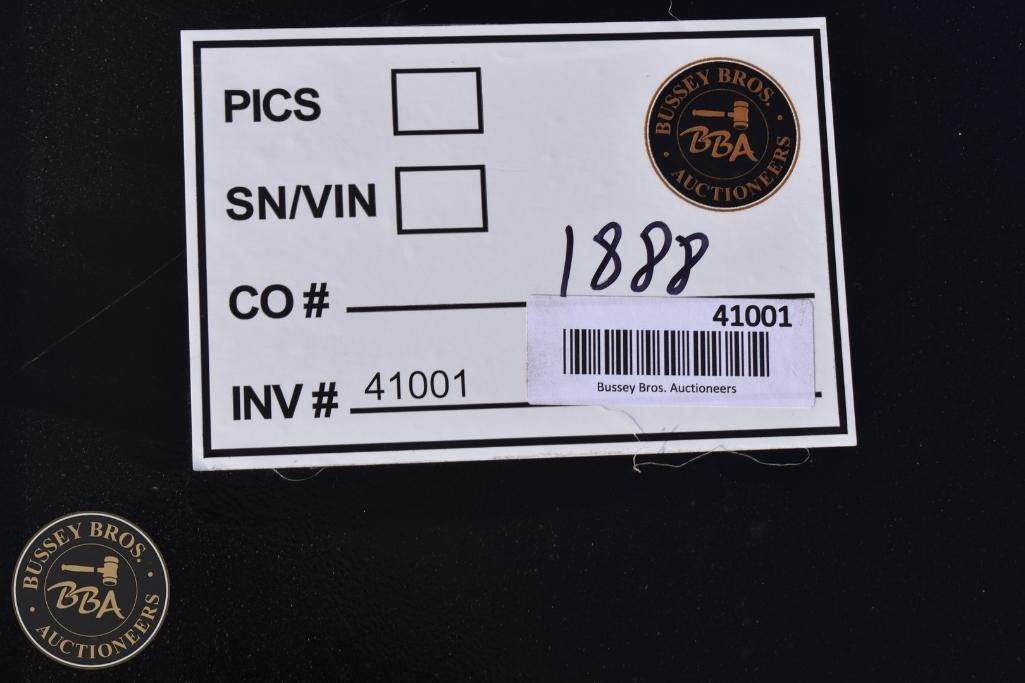 PICS
SN/VIN
BUSSEY BROS.
BBA
AUCTIONEERS
1888
CO #
41001
Bussey Bros. Auctioneers
INV # 41001
BUSSEY BROS.
BBA
AUCTIONEERS